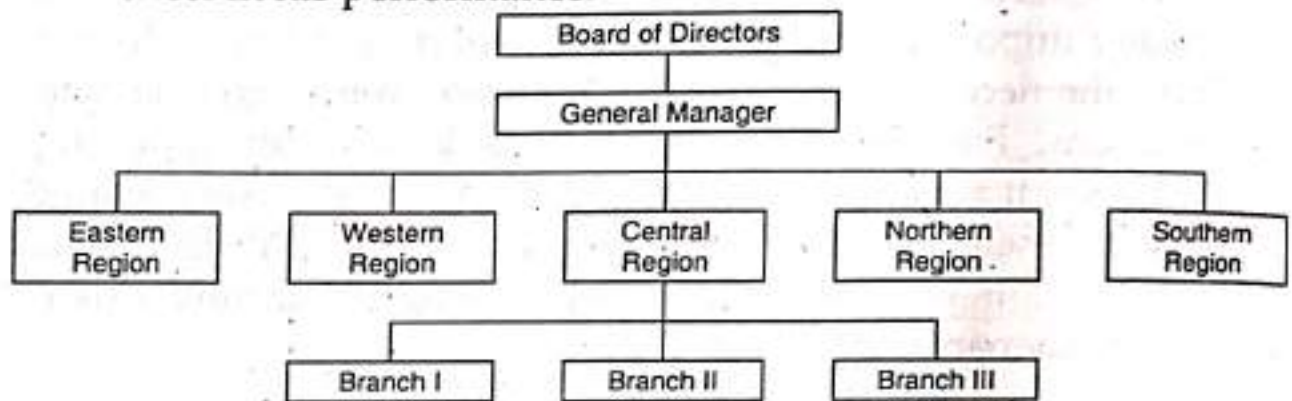 Board of Directors
General Manager
Eastern
Region
Western
Region
Central
Region
Northern
Region
Southern
Region
Branch I
Branch II
Branch III